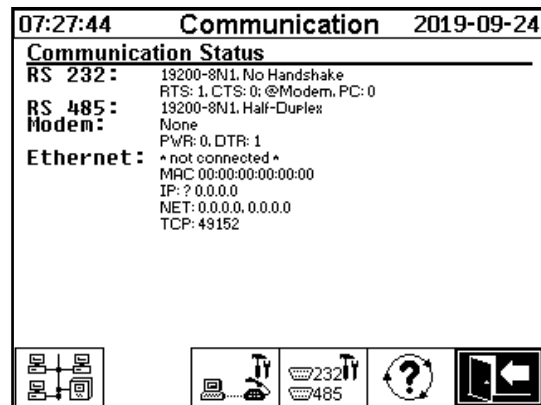 07:27:44 Communication 2019-09-24
Communication Status
RS 232: 19200-8N1, No Handshake
RTS: 1, CTS: 0; @Modem, PC: 0
RS 485: 19200-8N1, Half-Duplex
Modem: None
PWR: 0, DTR: 1
Ethernet: * not connected *
MAC 00:00:00:00:00:00
IP: ? 0.0.0.0
NET: 0.0.0.0, 0.0.0.0
TCP: 49152
232
?
485